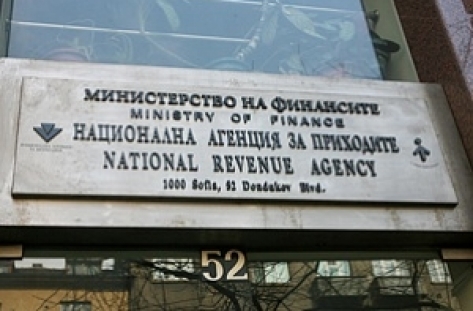 МИНИСТЕРСТВО НА ФИНАНСИТЕ
MINISTRY OF FINANCE
НАЦИОНАЛНА АГЕНЦИЯ ЗА ПРИХОДИТЕ
NATIONAL REVENUE AGENCY
1000 Sofia, 52 Dondukov Blvd.
52